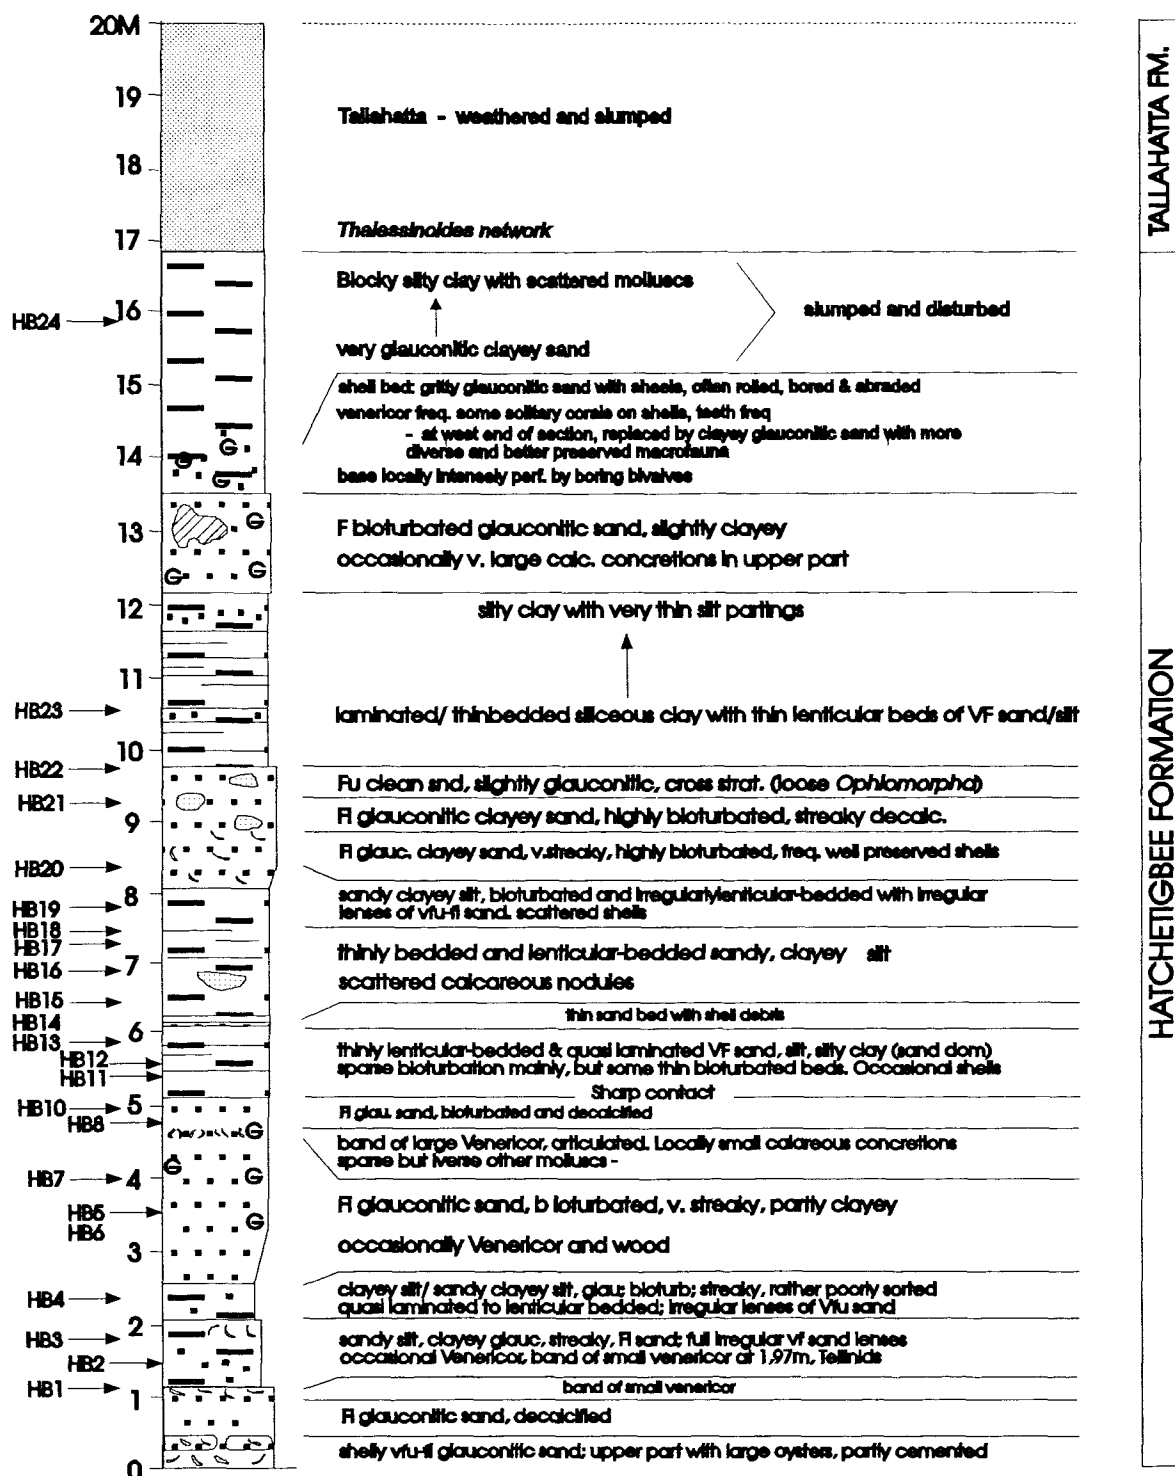 20M
TALLAHATTA FM.
19
Tallahatta - weathered and slumped
18
17
Thalassinoides network
Blocky silty clay with scattered molluscs
HB24
16
slumped and disturbed
very glauconitic clayey sand
15
shell bed: gritty glauconitic sand with sheels, often rolled, bored & abraded
venericor freq. some solitary corals on shells, teeth freq
- at west end of section, replaced by clayey glauconitic sand with more
diverse and better preserved macrofauna
G
14
G
G
base locally intensely perf. by boring bivalves
13
G
F bioturbated glauconitic sand, slightly clayey
occasionally v. large calc. concretions in upper part
G
G
12
silty clay with very thin silt partings
11
HATCHETIGBEE FORMATION
HB23
laminated/ thinbedded siliceous clay with thin lenticular beds of VF sand/silt
10
HB22
Fu clean snd, slightly glauconitic, cross strat. (loose Ophiomorpha)
HB21
9
Fl glauconitic clayey sand, highly bioturbated, streaky decalc.
Fl glauc. clayey sand, v.streaky, highly bioturbated, freq. well preserved shells
HB20
8
sandy clayey silt, bioturbated and irregularlylenticular-bedded with irregular
lenses of vfu-fl sand. scattered shells
HB19
HB18
HB17
thinly bedded and lenticular-bedded sandy, clayey silt
HB16
7
scattered calcareous nodules
HB15
HB14
thin sand bed with shell debris
6
HB13
thinly lenticular-bedded & quasi laminated VF sand, silt, silty clay (sand dom)
sparse bioturbation mainly, but some thin bioturbated beds. Occasional shells
HB12
HB11
Sharp contact
HB10
5
Fl glau. sand, bioturbated and decalcified
HB8
G
band of large Venericor, articulated. Locally small calareous concretions
sparse but iverse other molluscs -
G
HB7
4
G
Fl glauconitic sand, b ioturbated, v. streaky, partly clayey
HB5
HB6
G
occasionally Venericor and wood
3
HB4
clayey silt/ sandy clayey silt, glau; bioturb; streaky, rather poorly sorted
quasi laminated to lenticular bedded; irregular lenses of Vfu sand
2
HB3
sandy silt, clayey glauc, streaky, Fl sand; full irregular vf sand lenses
occasional Venericor, band of small venericor at 1,97m, Tellinids
HB2
HB1
band of small venericor
1
Fl glauconitic sand, decalcified
shelly vfu-fl glauconitic sand; upper part with large oysters, partly cemented
0